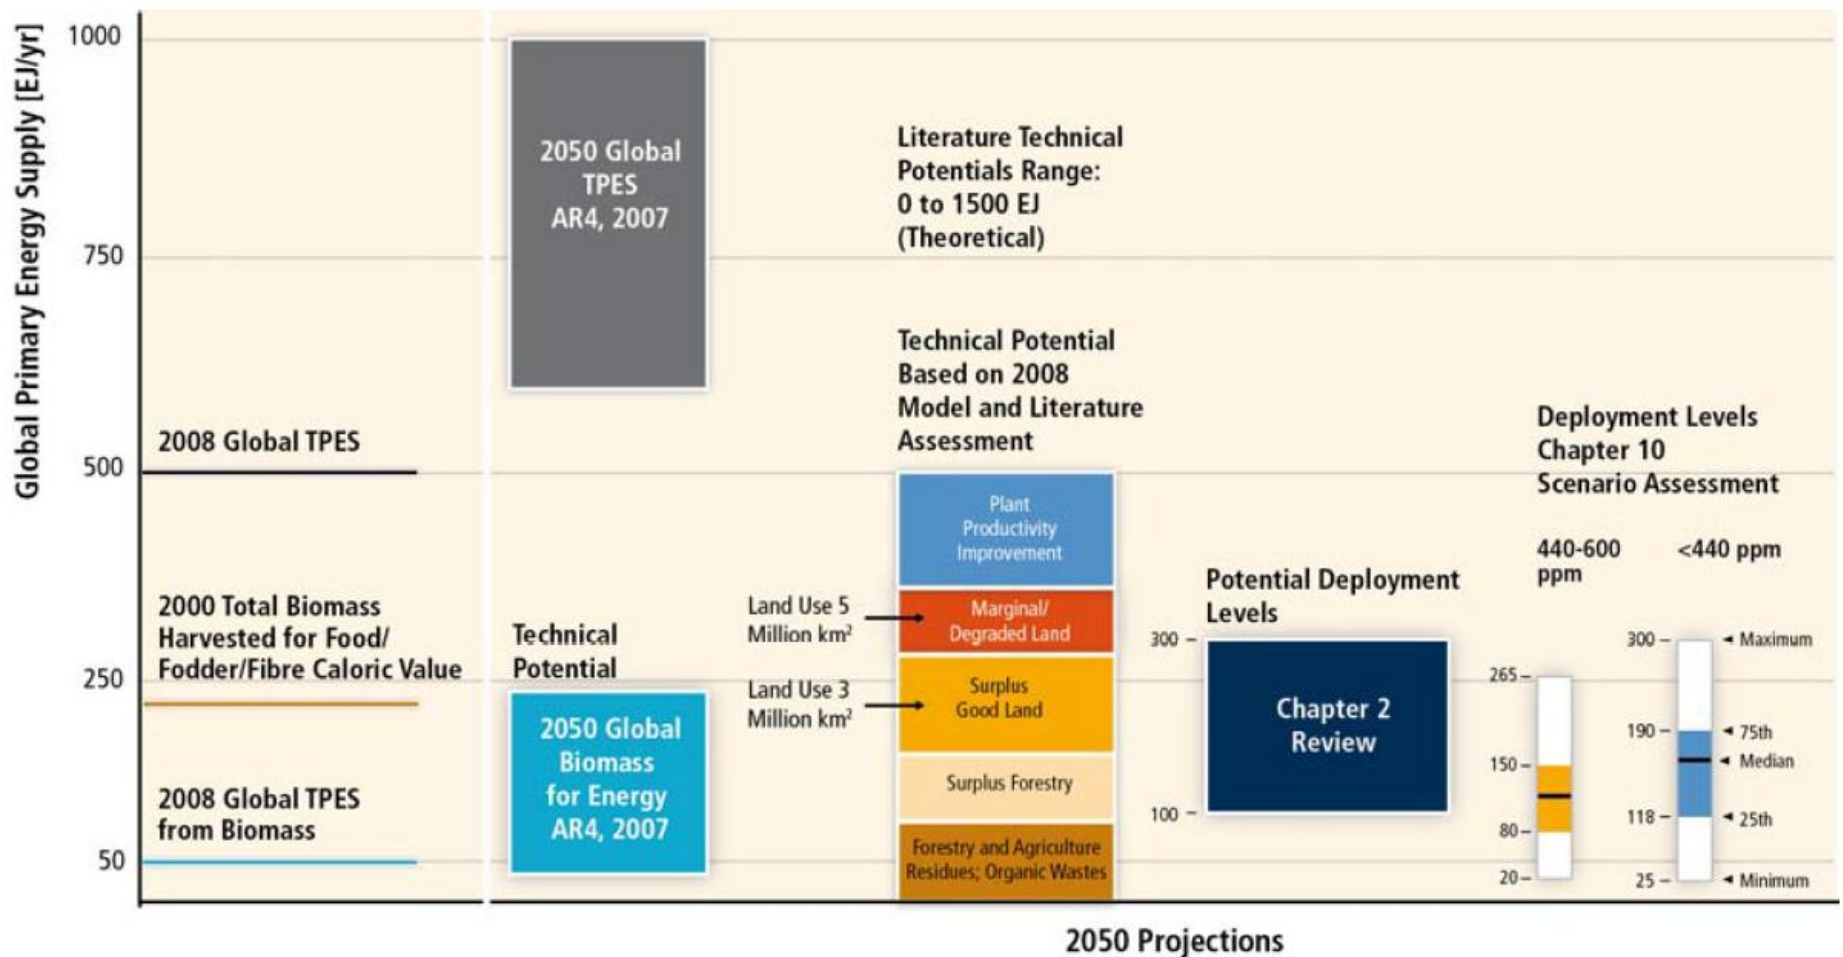 Global Primary Energy Supply [EJ/yr]
1000
750
500
250
50
2008 Global TPES
2000 Total Biomass
Harvested for Food/
Fodder/Fibre Caloric Value
2008 Global TPES
from Biomass
2050 Global
TPES
AR4, 2007
Technical
Potential
2050 Global
Biomass
for Energy
AR4, 2007
Literature Technical
Potentials Range:
0 to 1500 EJ
(Theoretical)
Technical Potential
Based on 2008
Model and Literature
Assessment
Plant
Productivity
Improvement
Land Use 5
Million km²
Marginal/
Degraded Land
Land Use 3
Million km²
Surplus
Good Land
Surplus Forestry
Forestry and Agriculture
Residues; Organic Wastes
Potential Deployment
Levels
300
100
Chapter 2
Review
Deployment Levels
Chapter 10
Scenario Assessment
440-600
ppm
<440 ppm
265
150
80
20
300
190
118
25
Maximum
75th
Median
25th
Minimum
2050 Projections